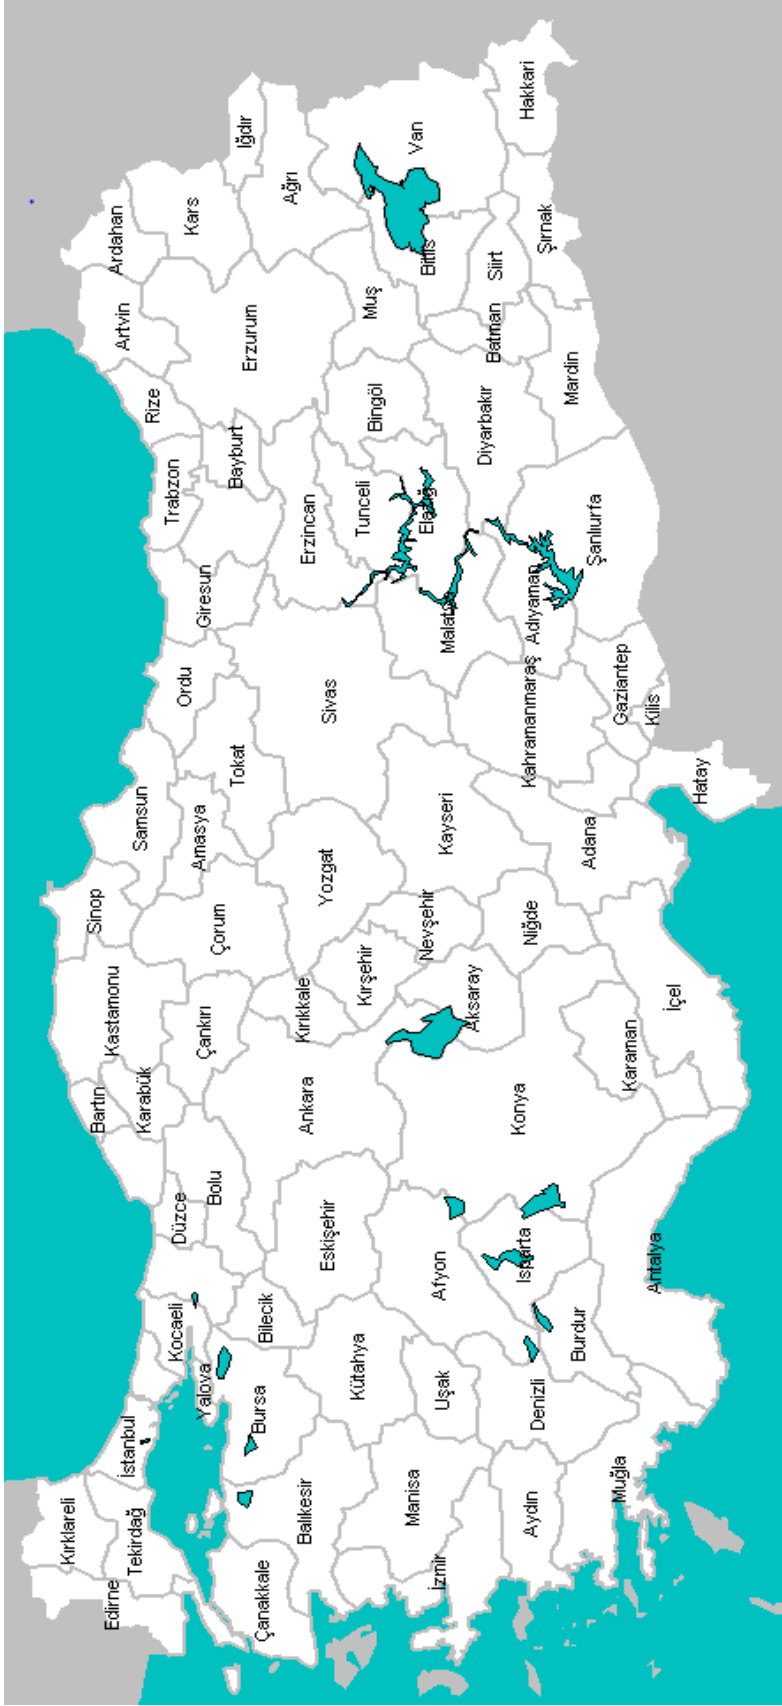 Edirne
Kırklareli
Tekirdağ
İstanbul
Çanakkale
Balıkesir
Bursa
Yalova
Kocaeli
Bilecik
Düzce
Bolu
Bartın
Karabük
Kastamonu
Çankırı
Sinop
Çorum
Samsun
Amasya
Tokat
Ordu
Giresun
Trabzon
Bayburt
Rize
Artvin
Ardahan
Kars
Iğdır
Ağrı
Erzurum
Erzincan
Sivas
Yozgat
Kırıkkale
Kırşehir
Ankara
Eskişehir
Kütahya
Manisa
İzmir
Uşak
Afyon
Aydın
Denizli
Muğla
Burdur
Isparta
Antalya
Konya
Karaman
İçel
Aksaray
Nevşehir
Niğde
Kayseri
Adana
Hatay
Kahramanmaraş
Gaziantep
Kilis
Adıyaman
Malatya
Şanlıurfa
Elazığ
Tunceli
Bingöl
Diyarbakır
Mardin
Batman
Muş
Bitlis
Siirt
Şırnak
Van
Hakkari